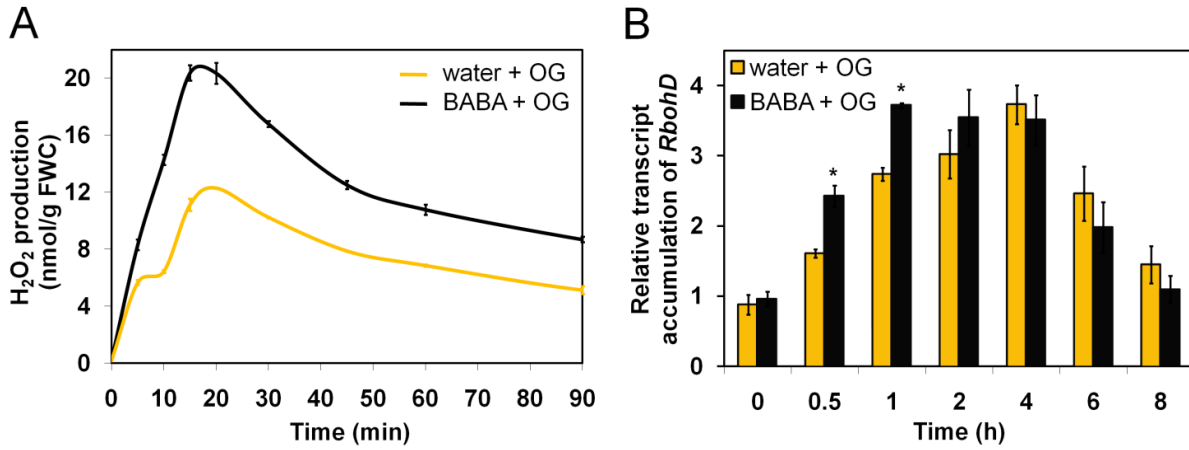 A
H₂O₂ production
(nmol/g FWC)
20
16
12
8
4
0
water + OG
BABA + OG
0 10 20 30 40 50 60 70 80 90
Time (min)
B
Relative transcript
accumulation of RbohD
4
3
2
1
0
water + OG
BABA + OG
*
*
0 0.5 1 2 4 6 8
Time (h)